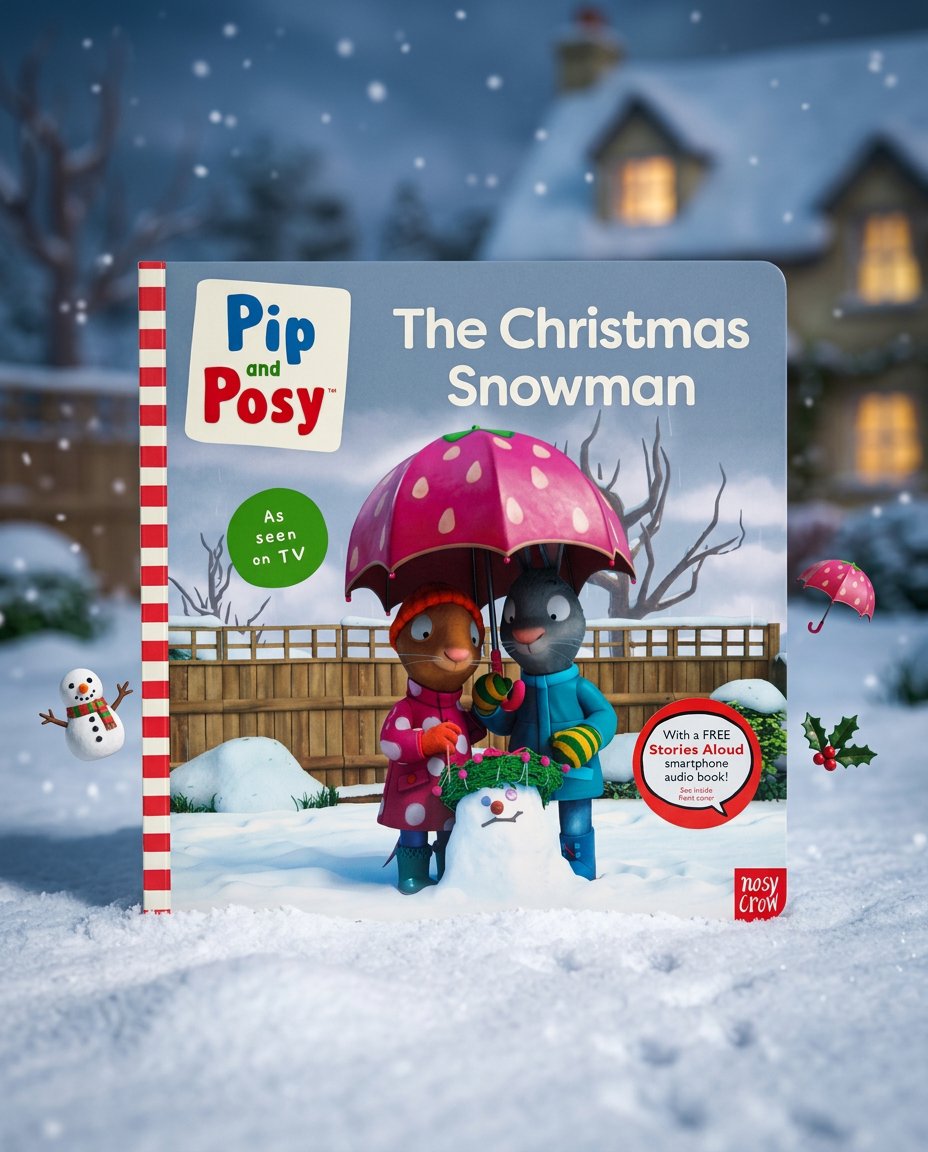 Pip
and
Posy™
The Christmas
Snowman
As
seen
on TV
With a FREE
Stories Aloud
smartphone
audio book!
See inside
front cover
nosy
crow